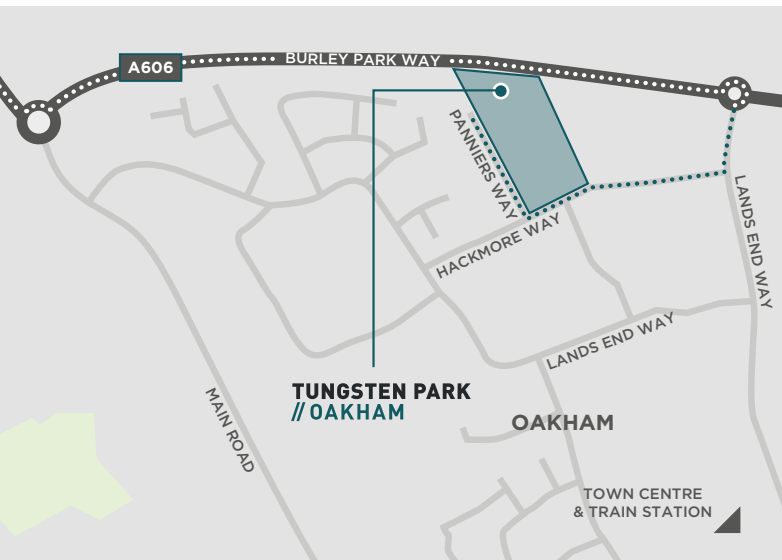 BURLEY PARK WAY
A606
PANNIERS WAY
LANDS END WAY
HACKMORE WAY
LANDS END WAY
TUNGSTEN PARK
// OAKHAM
MAIN ROAD
OAKHAM
TOWN CENTRE
& TRAIN STATION